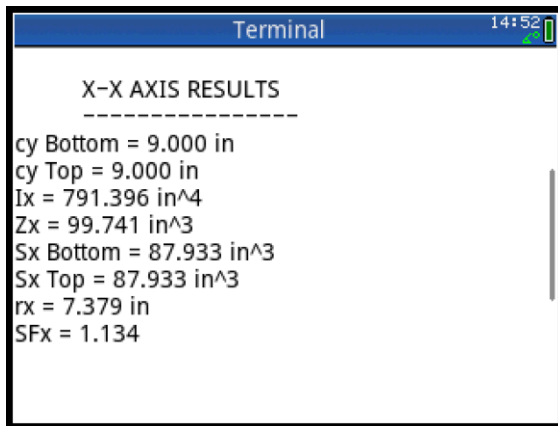 Terminal
14:52
X-X AXIS RESULTS
----------------
cy Bottom = 9.000 in
cy Top = 9.000 in
Ix = 791.396 in^4
Zx = 99.741 in^3
Sx Bottom = 87.933 in^3
Sx Top = 87.933 in^3
rx = 7.379 in
SFx = 1.134